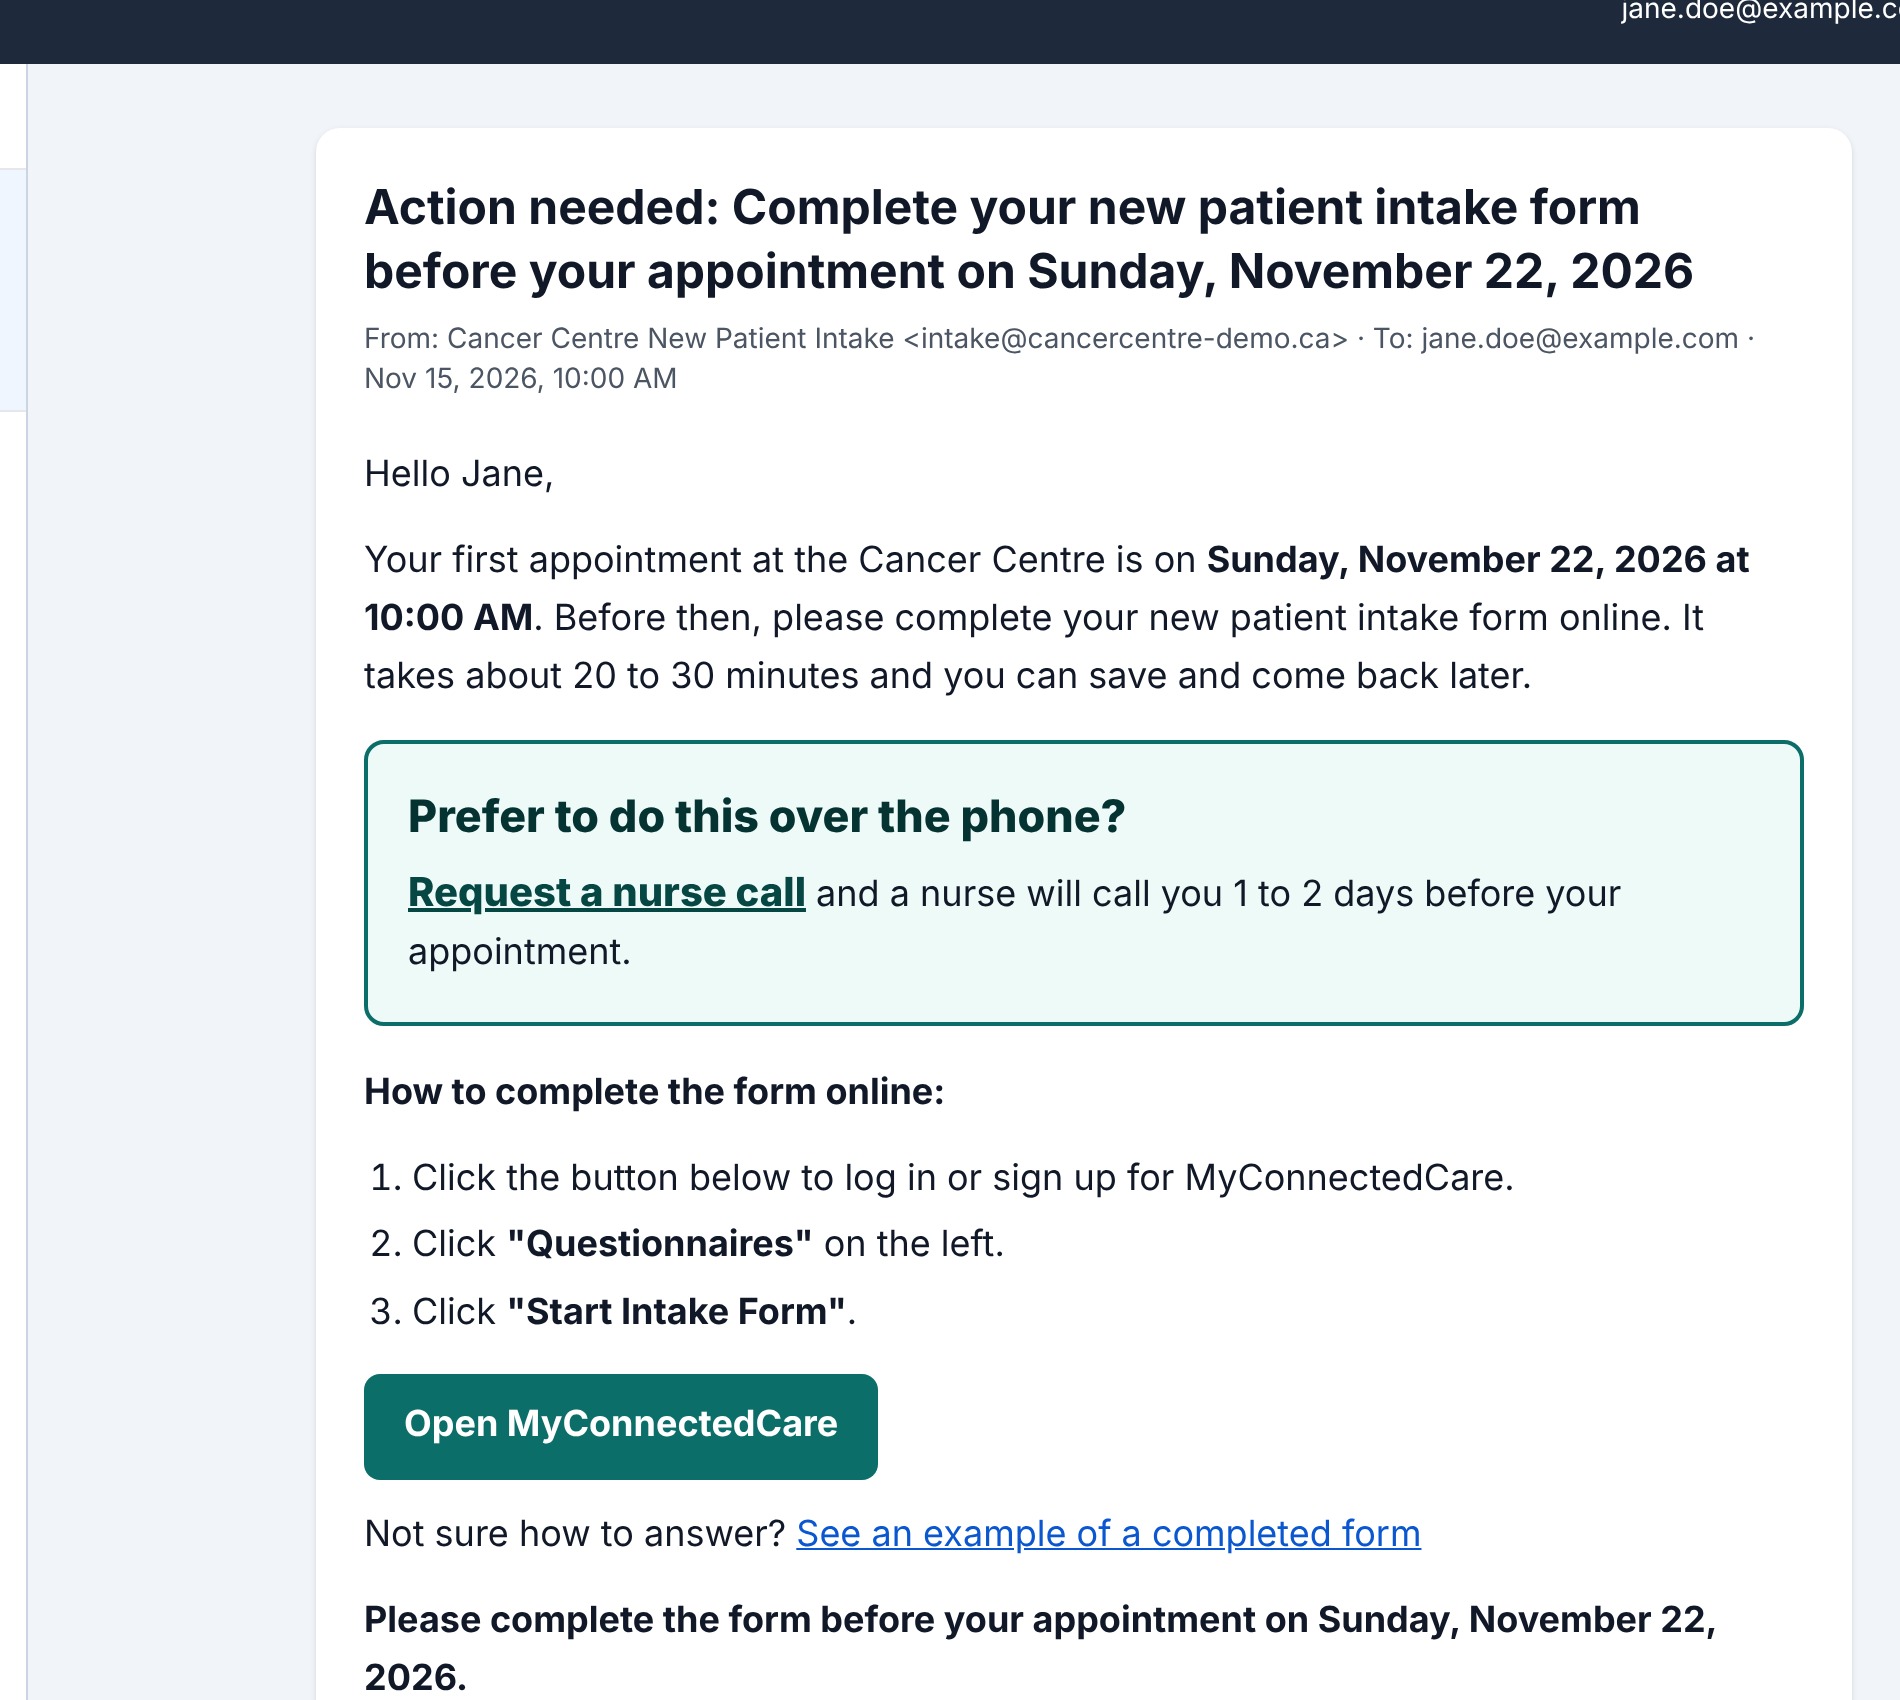 jane.doe@example.c
Action needed: Complete your new patient intake form
before your appointment on Sunday, November 22, 2026
From: Cancer Centre New Patient Intake <intake@cancercentre-demo.ca> · To: jane.doe@example.com ·
Nov 15, 2026, 10:00 AM
Hello Jane,
Your first appointment at the Cancer Centre is on Sunday, November 22, 2026 at
10:00 AM. Before then, please complete your new patient intake form online. It
takes about 20 to 30 minutes and you can save and come back later.
Prefer to do this over the phone?
Request a nurse call and a nurse will call you 1 to 2 days before your
appointment.
How to complete the form online:
1. Click the button below to log in or sign up for MyConnectedCare.
2. Click "Questionnaires" on the left.
3. Click "Start Intake Form".
Open MyConnectedCare
Not sure how to answer? See an example of a completed form
Please complete the form before your appointment on Sunday, November 22,
2026.